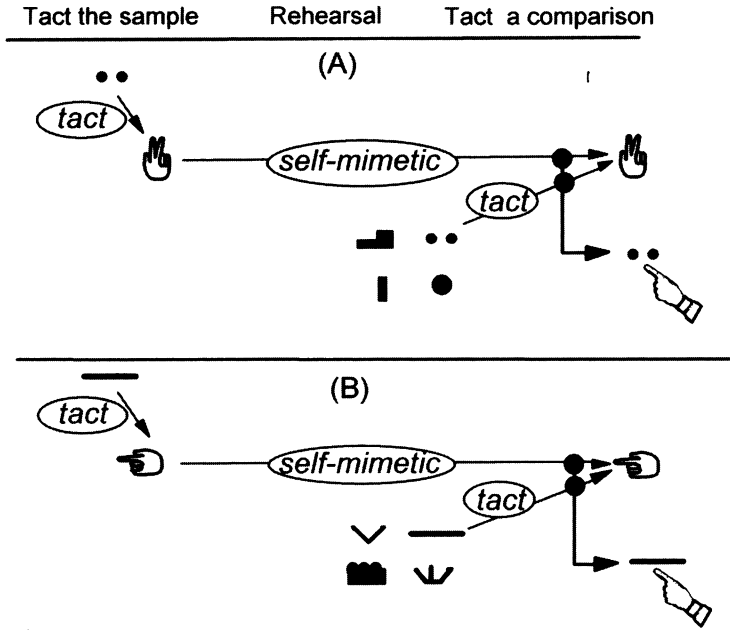 Tact the sample Rehearsal Tact a comparison
(A)
tact
self-mimetic
tact
(B)
tact
self-mimetic
tact